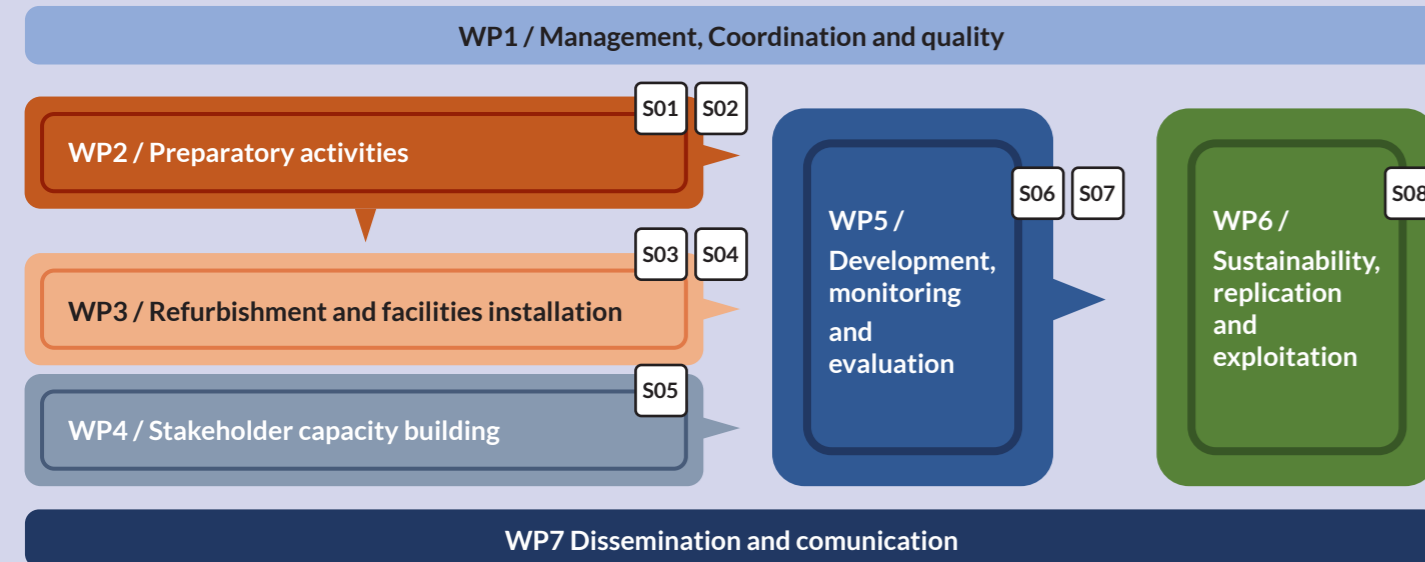 WP1 / Management, Coordination and quality
S01 S02
WP2 / Preparatory activities
S03 S04
WP3 / Refurbishment and facilities installation
S05
WP4 / Stakeholder capacity building
S06 S07
WP5 /
Development,
monitoring
and
evaluation
S08
WP6 /
Sustainability,
replication
and
exploitation
WP7 Dissemination and comunication